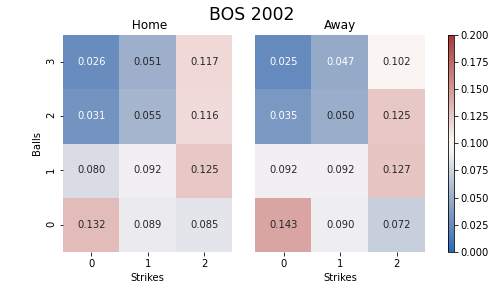 BOS 2002
Home Away
3 0.026 0.051 0.117 0.025 0.047 0.102
2 0.031 0.055 0.116 0.035 0.050 0.125
1 0.080 0.092 0.125 0.092 0.092 0.127
0 0.132 0.089 0.085 0.143 0.090 0.072
Balls
0 1 2 0 1 2
Strikes Strikes
0.200
0.175
0.150
0.125
0.100
0.075
0.050
0.025
0.000